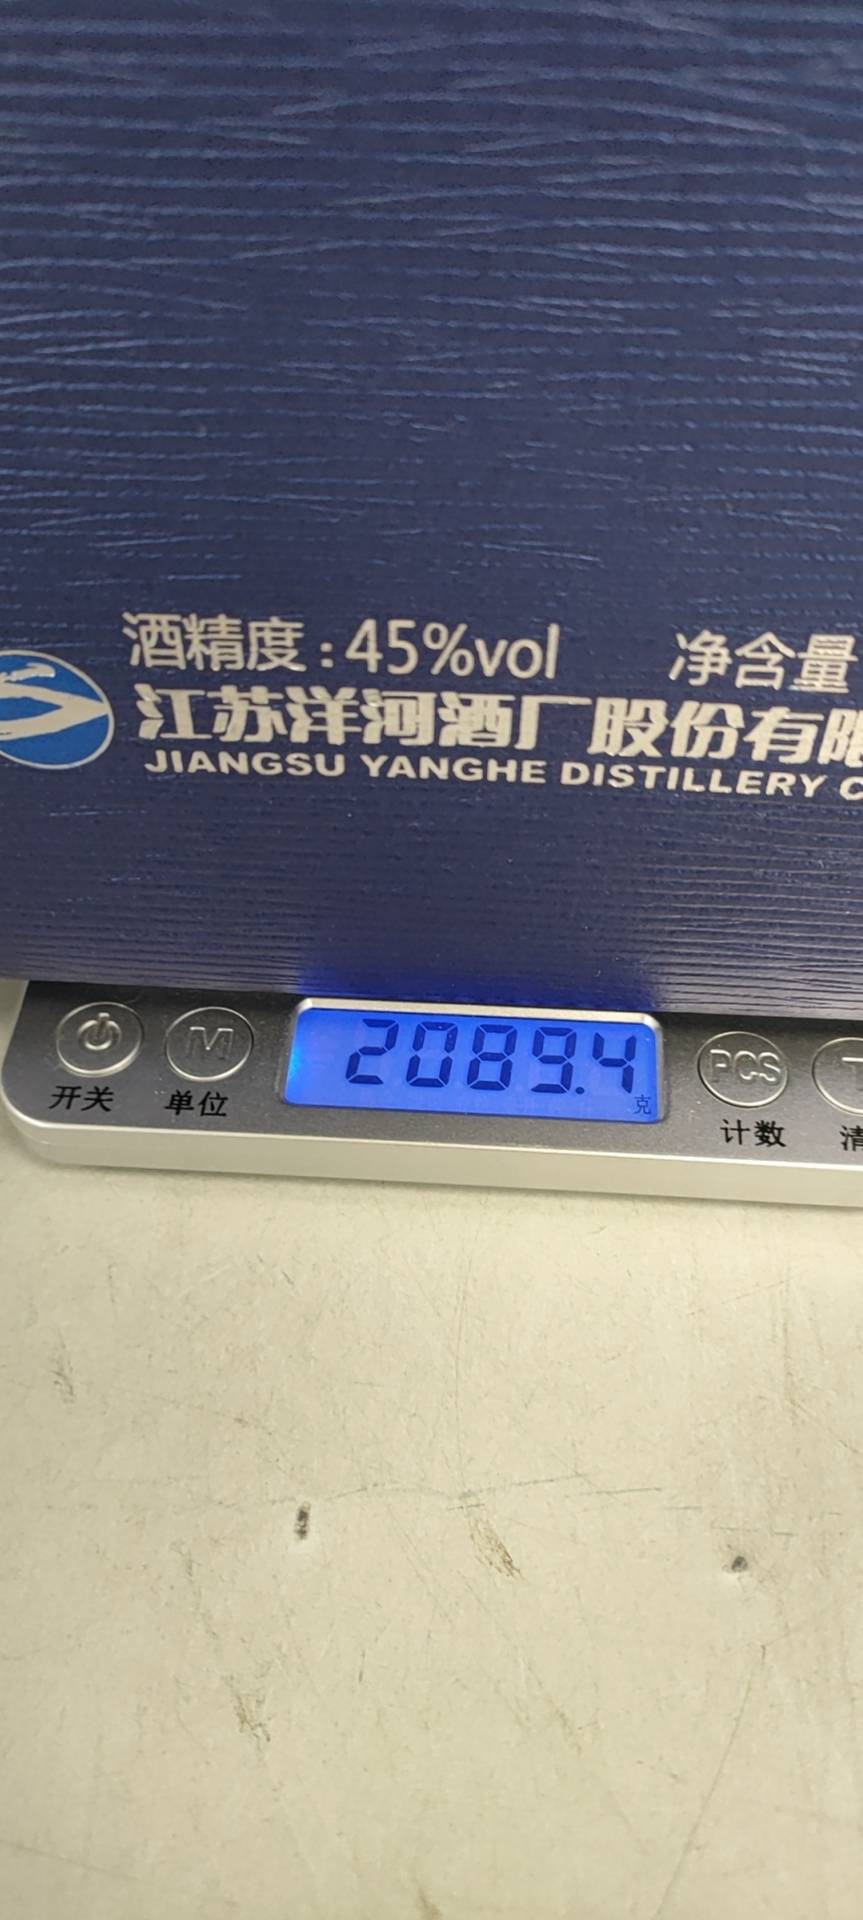 酒精度:45%vol 净含量
江苏洋河酒厂股份有限
JIANGSU YANGHE DISTILLERY C
2089.4
克
M PCS T
开关 单位 计数 清